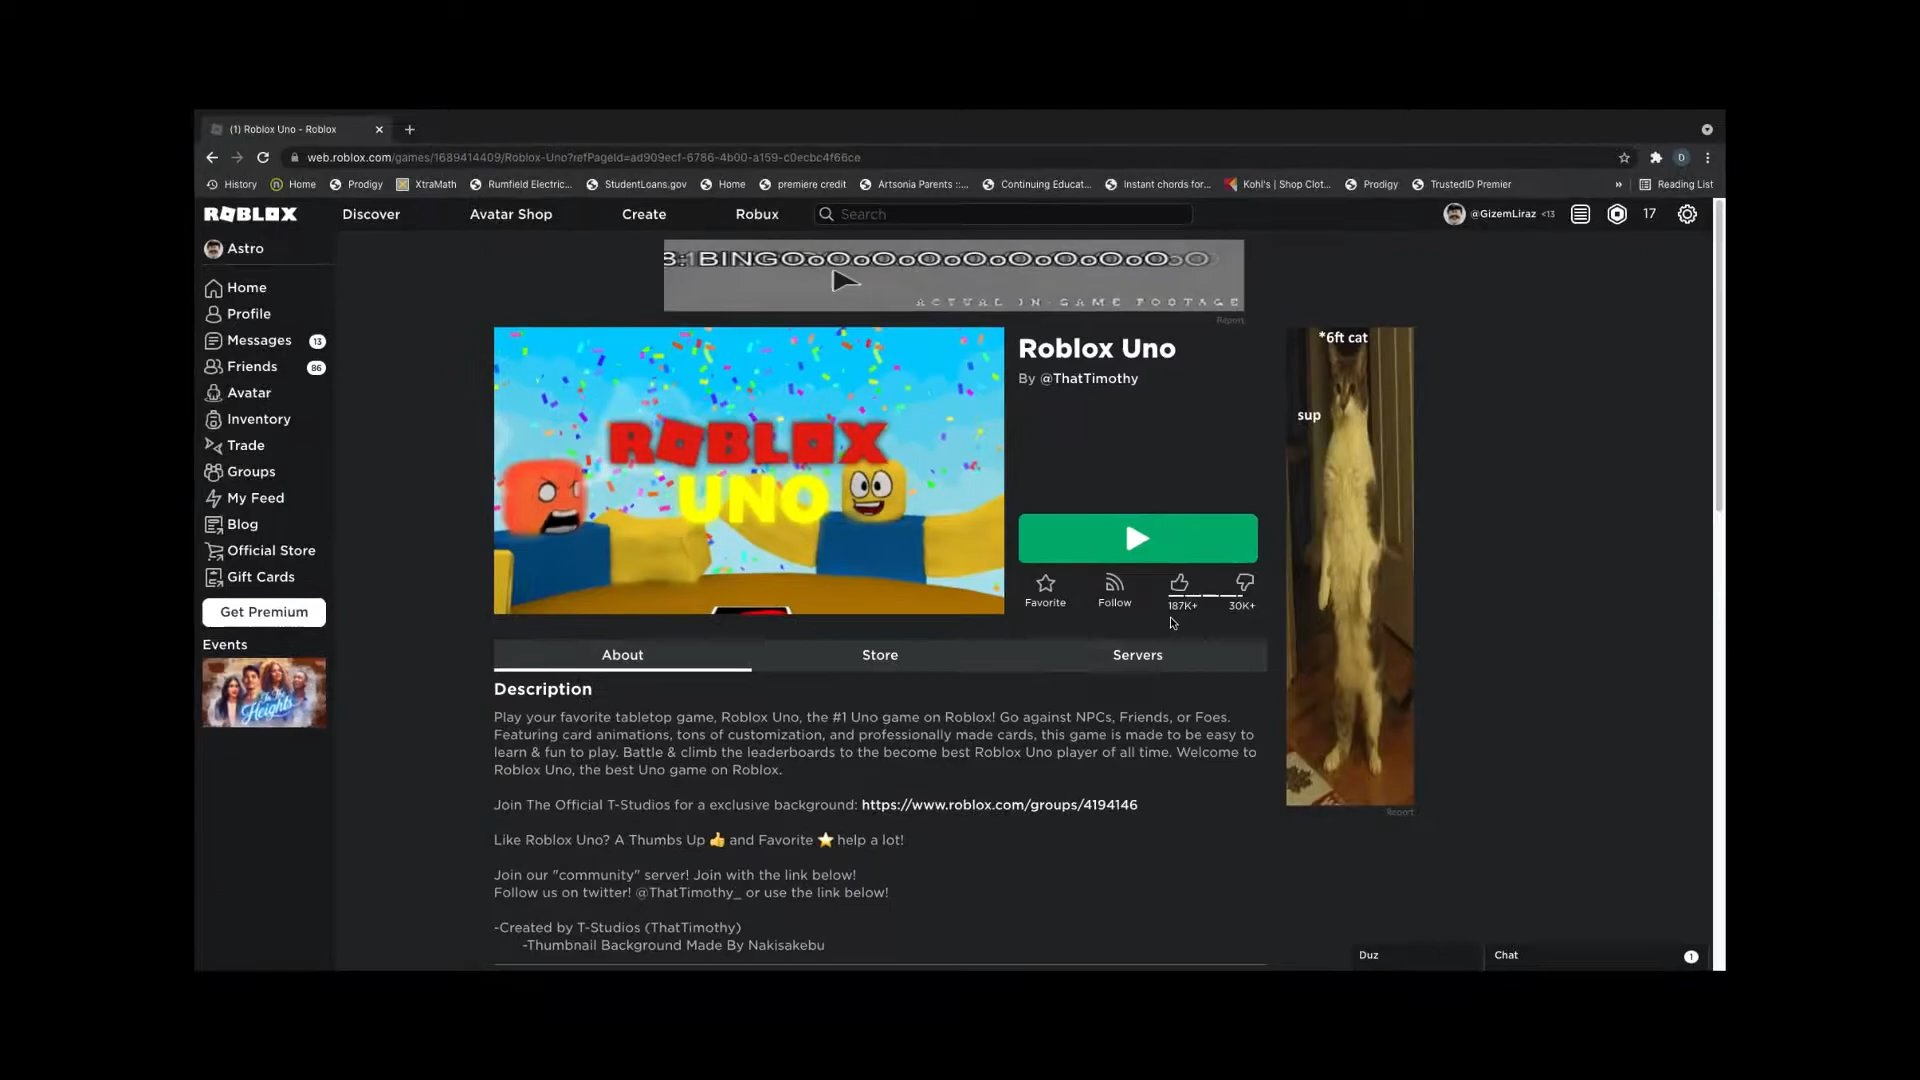 (1) Roblox Uno - Roblox
web.roblox.com/games/1689414409/Roblox-Uno?refPageId=ad909ecf-6786-4b00-a159-c0ecbc4f66ce
History Home Prodigy XtraMath Rumfield Electric... StudentLoans.gov Home premiere credit Artsonia Parents ::... Continuing Educat... Instant chords for... Kohl's | Shop Clot... Prodigy TrustedID Premier » Reading List
ROBLOX Discover Avatar Shop Create Robux Search @GizemLiraz <13 17
Astro
Home
Profile
Messages 13
Friends 86
Avatar
Inventory
Trade
Groups
My Feed
Blog
Official Store
Gift Cards
Get Premium
Events
In The Heights
ACTUAL IN-GAME FOOTAGE
Report
ROBLOX
UNO
Roblox Uno
By @ThatTimothy
Favorite Follow 187K+ 30K+
*6ft cat
sup
Report
About Store Servers
Description
Play your favorite tabletop game, Roblox Uno, the #1 Uno game on Roblox! Go against NPCs, Friends, or Foes.
Featuring card animations, tons of customization, and professionally made cards, this game is made to be easy to
learn & fun to play. Battle & climb the leaderboards to the become best Roblox Uno player of all time. Welcome to
Roblox Uno, the best Uno game on Roblox.
Join The Official T-Studios for a exclusive background: https://www.roblox.com/groups/4194146
Like Roblox Uno? A Thumbs Up 👍 and Favorite ⭐ help a lot!
Join our "community" server! Join with the link below!
Follow us on twitter! @ThatTimothy_ or use the link below!
-Created by T-Studios (ThatTimothy)
-Thumbnail Background Made By Nakisakebu
Duz Chat 1